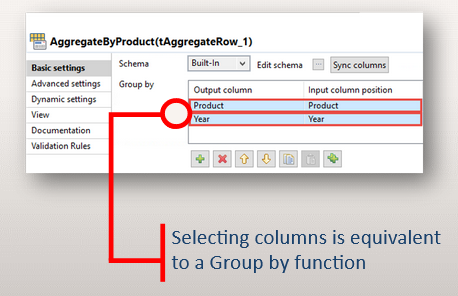 AggregateByProduct(tAggregateRow_1)
Basic settings
Advanced settings
Dynamic settings
View
Documentation
Validation Rules
Schema Built-In Edit schema ... Sync columns
Group by
Output column Input column position
Product Product
Year Year
Selecting columns is equivalent
to a Group by function